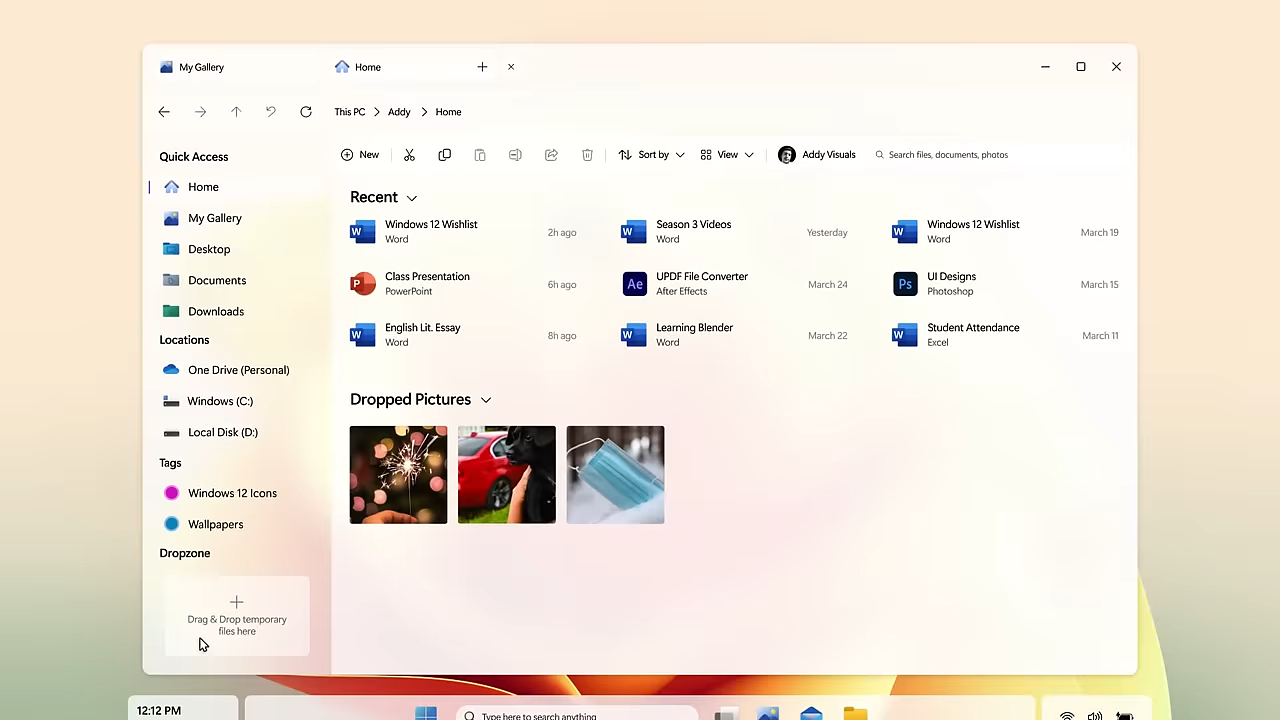 My Gallery
Home
This PC
Addy
Home
Quick Access
Home
My Gallery
Desktop
Documents
Downloads
Locations
One Drive (Personal)
Windows (C:)
Local Disk (D:)
Tags
Windows 12 Icons
Wallpapers
Dropzone
Drag & Drop temporary
files here
New
Sort by
View
Addy Visuals
Search files, documents, photos
Recent
W
Windows 12 Wishlist
Word
2h ago
W
Season 3 Videos
Word
Yesterday
W
Windows 12 Wishlist
Word
March 19
P
Class Presentation
PowerPoint
6h ago
Ae
UPDF File Converter
After Effects
March 24
Ps
UI Designs
Photoshop
March 15
W
English Lit. Essay
Word
8h ago
W
Learning Blender
Word
March 22
W
Student Attendance
Excel
March 11
Dropped Pictures
12:12 PM
Type here to search anything